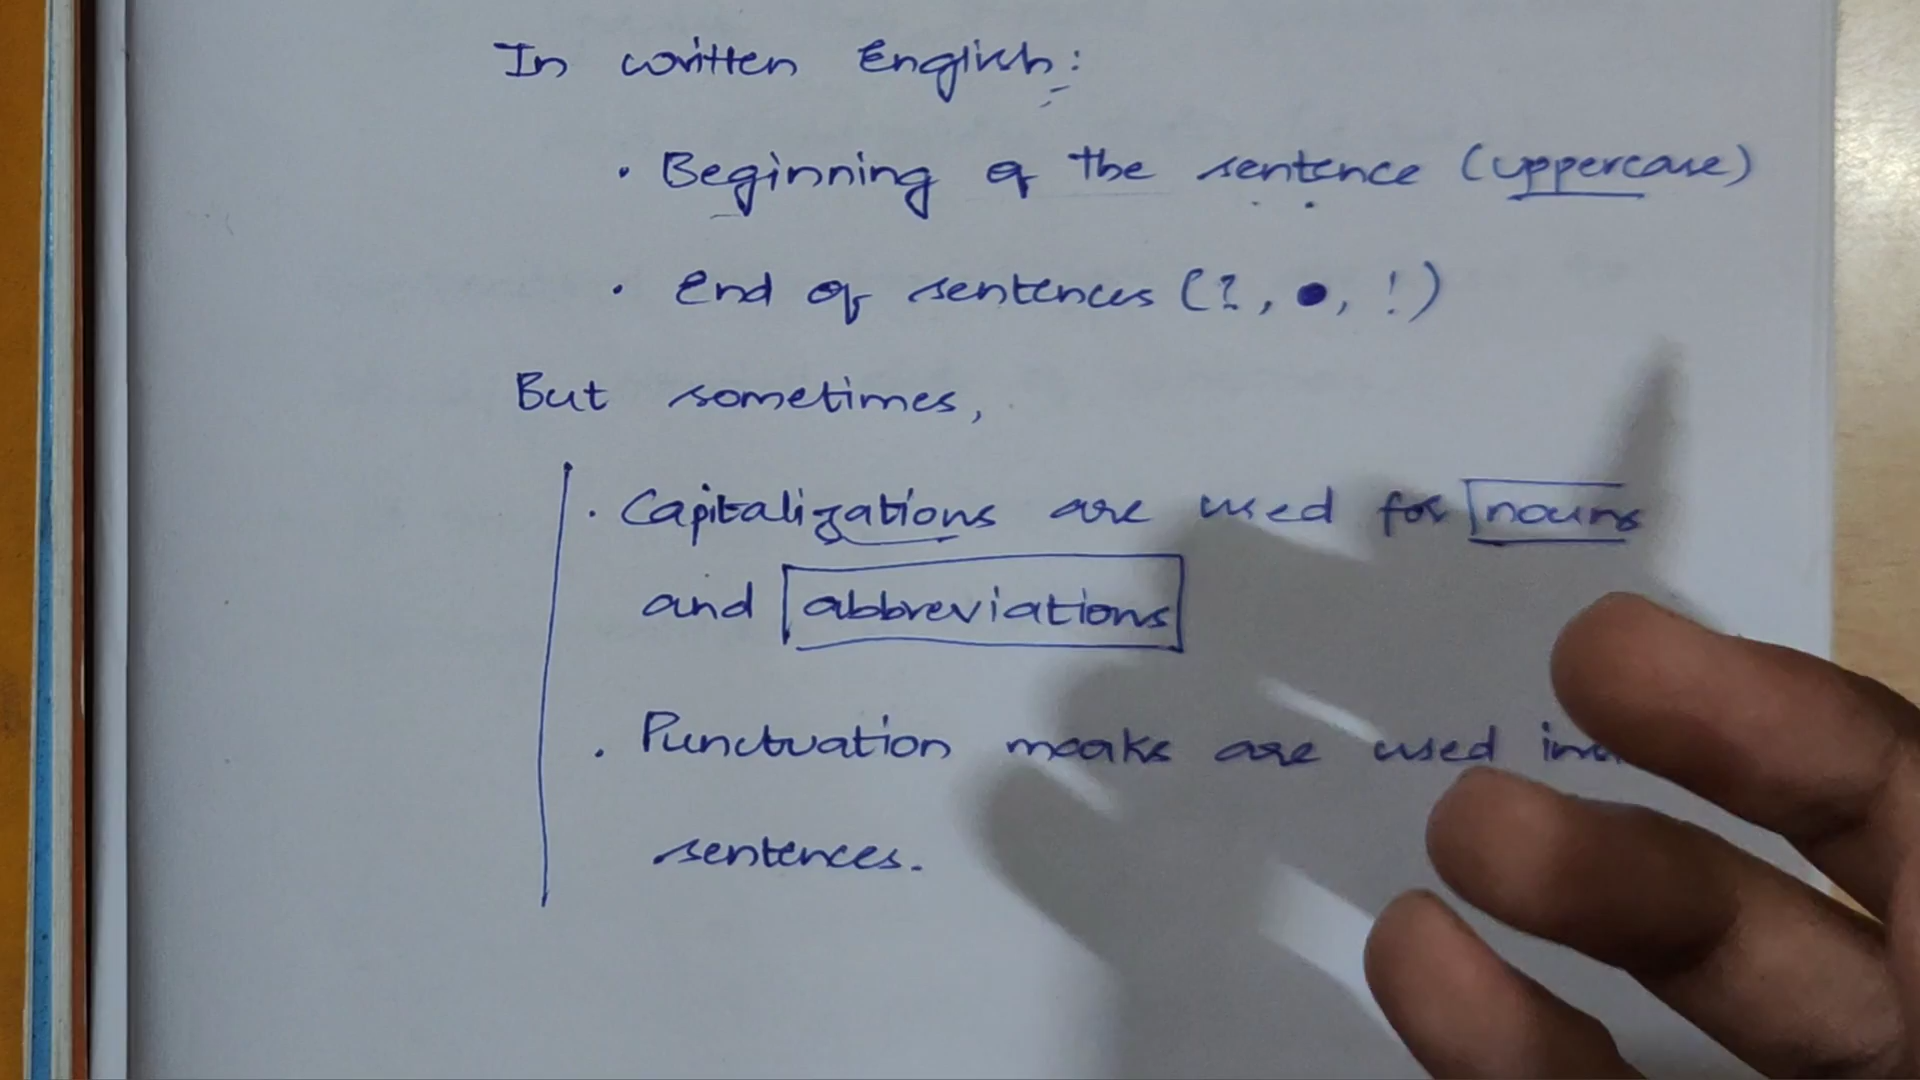 In written English:
· Beginning of the sentence (uppercase)
· End of sentences (?, ., !)
But sometimes,
· Capitalizations are used for nouns
and abbreviations
· Punctuation maaks are used
sentences.